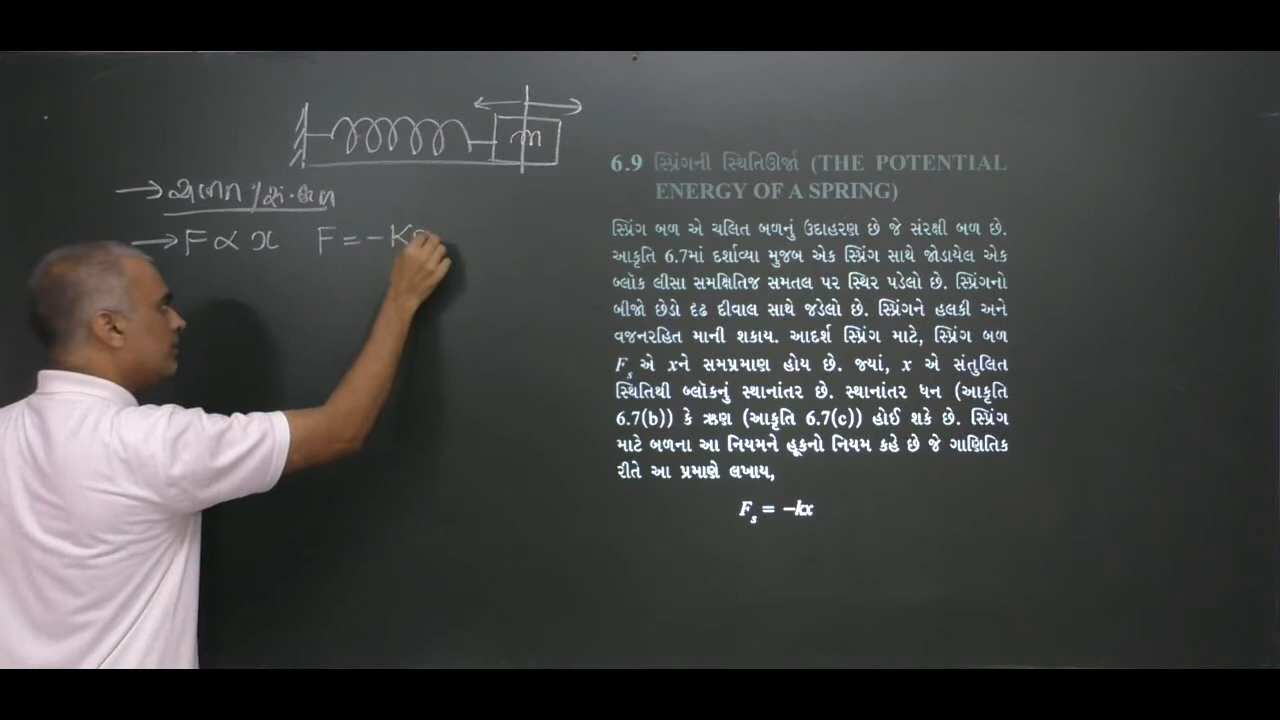 m
→ ચલિત / સં. બળ
→ F ∝ x F = -K
6.9 સ્પ્રિંગની સ્થિતિઊર્જા (THE POTENTIAL
ENERGY OF A SPRING)
સ્પ્રિંગ બળ એ ચલિત બળનું ઉદાહરણ છે જે સંરક્ષી બળ છે.
આકૃતિ 6.7માં દર્શાવ્યા મુજબ એક સ્પ્રિંગ સાથે જોડાયેલ એક
બ્લૉક લીસા સમક્ષિતિજ સમતલ પર સ્થિર પડેલો છે. સ્પ્રિંગનો
બીજો છેડો દઢ દીવાલ સાથે જડેલો છે. સ્પ્રિંગને હલકી અને
વજનરહિત માની શકાય. આદર્શ સ્પ્રિંગ માટે, સ્પ્રિંગ બળ
Fs એ xને સમપ્રમાણ હોય છે. જ્યાં, x એ સંતુલિત
સ્થિતિથી બ્લૉકનું સ્થાનાંતર છે. સ્થાનાંતર ધન (આકૃતિ
6.7(b)) કે ઋણ (આકૃતિ 6.7(c)) હોઈ શકે છે. સ્પ્રિંગ
માટે બળના આ નિયમને હૂકનો નિયમ કહે છે જે ગાણિતિક
રીતે આ પ્રમાણે લખાય,
Fs = -kx